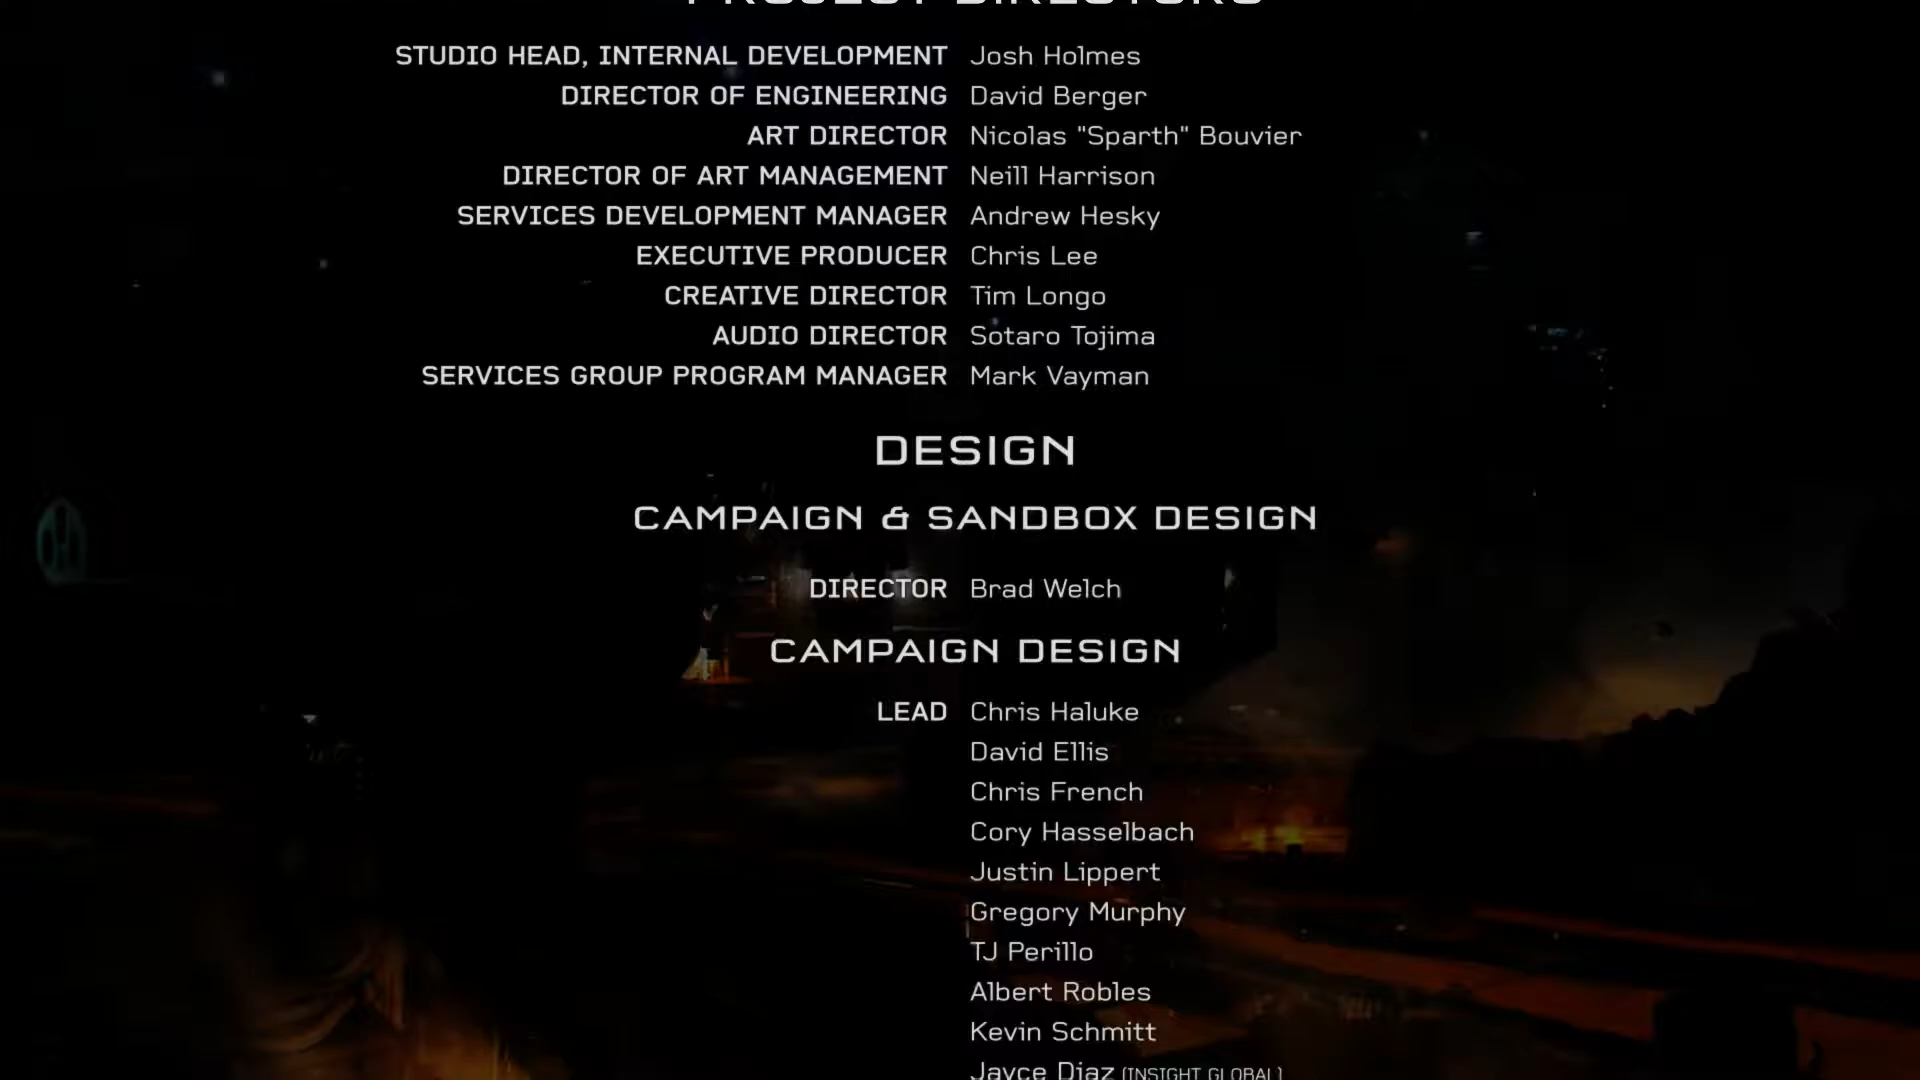 PROJECT DIRECTORS
STUDIO HEAD, INTERNAL DEVELOPMENT Josh Holmes
DIRECTOR OF ENGINEERING David Berger
ART DIRECTOR Nicolas "Sparth" Bouvier
DIRECTOR OF ART MANAGEMENT Neill Harrison
SERVICES DEVELOPMENT MANAGER Andrew Hesky
EXECUTIVE PRODUCER Chris Lee
CREATIVE DIRECTOR Tim Longo
AUDIO DIRECTOR Sotaro Tojima
SERVICES GROUP PROGRAM MANAGER Mark Vayman
DESIGN
CAMPAIGN & SANDBOX DESIGN
DIRECTOR Brad Welch
CAMPAIGN DESIGN
LEAD Chris Haluke
David Ellis
Chris French
Cory Hasselbach
Justin Lippert
Gregory Murphy
TJ Perillo
Albert Robles
Kevin Schmitt
Jayce Diaz (INSIGHT GLOBAL)